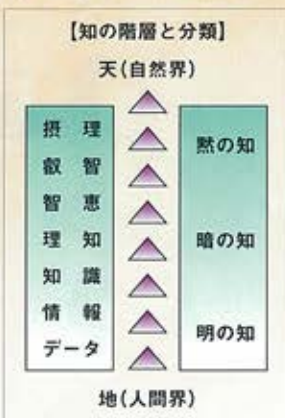 【知の階層と分類】
天(自然界)
摂理
叡智
智恵
理知
知識
情報
データ
黙の知
暗の知
明の知
地(人間界)